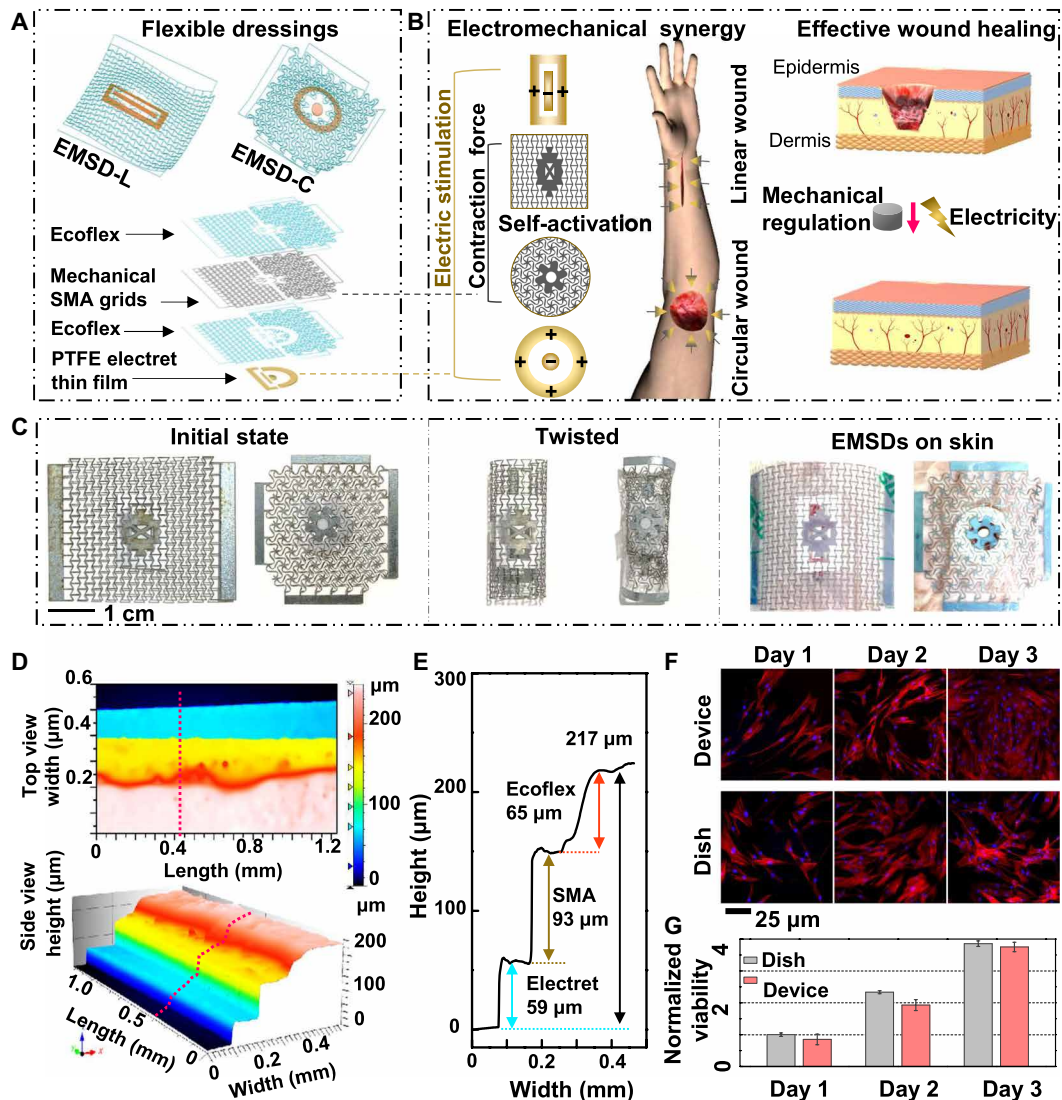 A
Flexible dressings
EMSD-L
EMSD-C
Ecoflex
Mechanical
SMA grids
Ecoflex
PTFE electret
thin film
B
Electromechanical synergy
Effective wound healing
Electric stimulation
Contraction force
Self-activation
+ − +
+
+ − +
+
Linear wound
Circular wound
Epidermis
Dermis
Mechanical
regulation
Electricity
C
Initial state
Twisted
EMSDs on skin
1 cm
D
Top view
width (µm)
0.6
0.4
0.2
0 0.4 0.8 1.2
Length (mm)
µm
200
100
0
Side view
height (µm)
µm
200
100
0
1.0
0.5
0
Length (mm)
0 0.2 0.4
Width (mm)
E
Height (µm)
300
200
100
0
217 µm
Ecoflex
65 µm
SMA
93 µm
Electret
59 µm
0.0 0.2 0.4
Width (mm)
F
Day 1 Day 2 Day 3
Device
Dish
25 µm
G
Normalized
viability
4
2
0
Dish
Device
Day 1 Day 2 Day 3